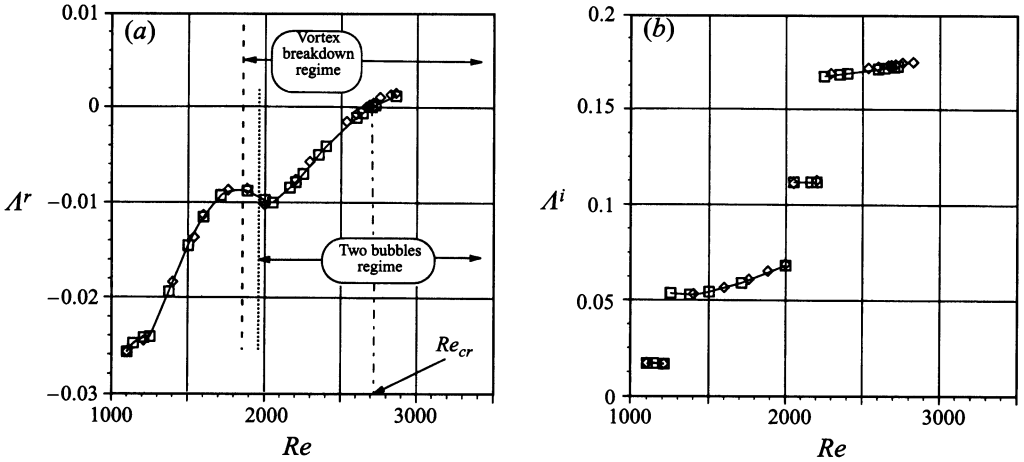 (a)
0.01
0
−0.01
−0.02
−0.03
Λʳ
Vortex
breakdown
regime
Two bubbles
regime
Re_cr
1000
2000
3000
Re
(b)
0.2
0.15
0.1
0.05
0
Λⁱ
1000
2000
3000
Re